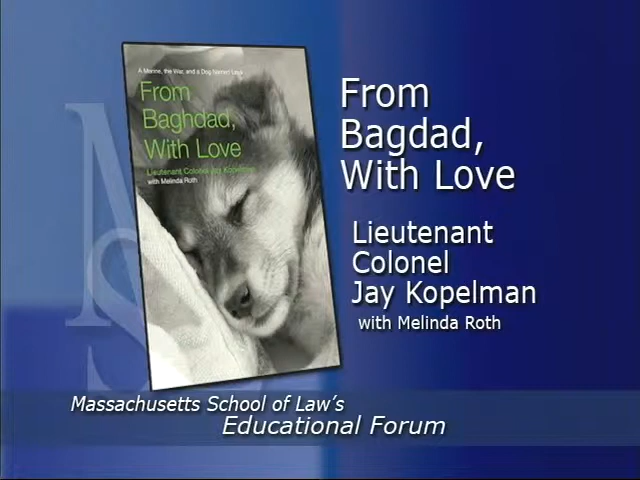 A Marine, the War, and a Dog Named Lava
From
Baghdad,
With Love
Lieutenant Colonel Jay Kopelman
with Melinda Roth
From
Bagdad,
With Love
Lieutenant
Colonel
Jay Kopelman
with Melinda Roth
MS
Massachusetts School of Law's
Educational Forum